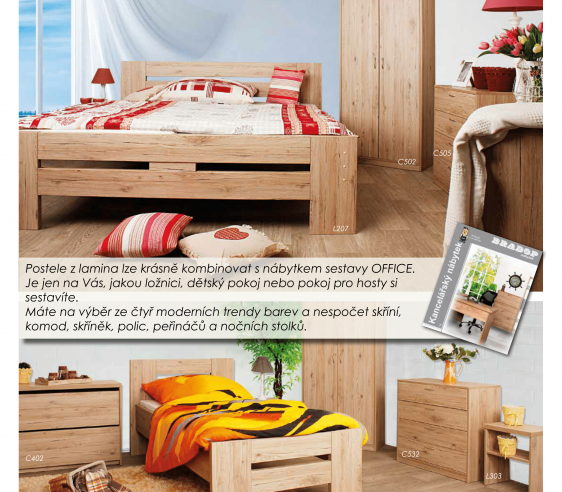 C502
C505
L207
BRADOP
Kancelářský nábytek
Postele z lamina lze krásně kombinovat s nábytkem sestavy OFFICE.
Je jen na Vás, jakou ložnici, dětský pokoj nebo pokoj pro hosty si
sestavíte.
Máte na výběr ze čtyř moderních trendy barev a nespočet skříní,
komod, skříněk, polic, peřináčů a nočních stolků.
C402
C532
L303